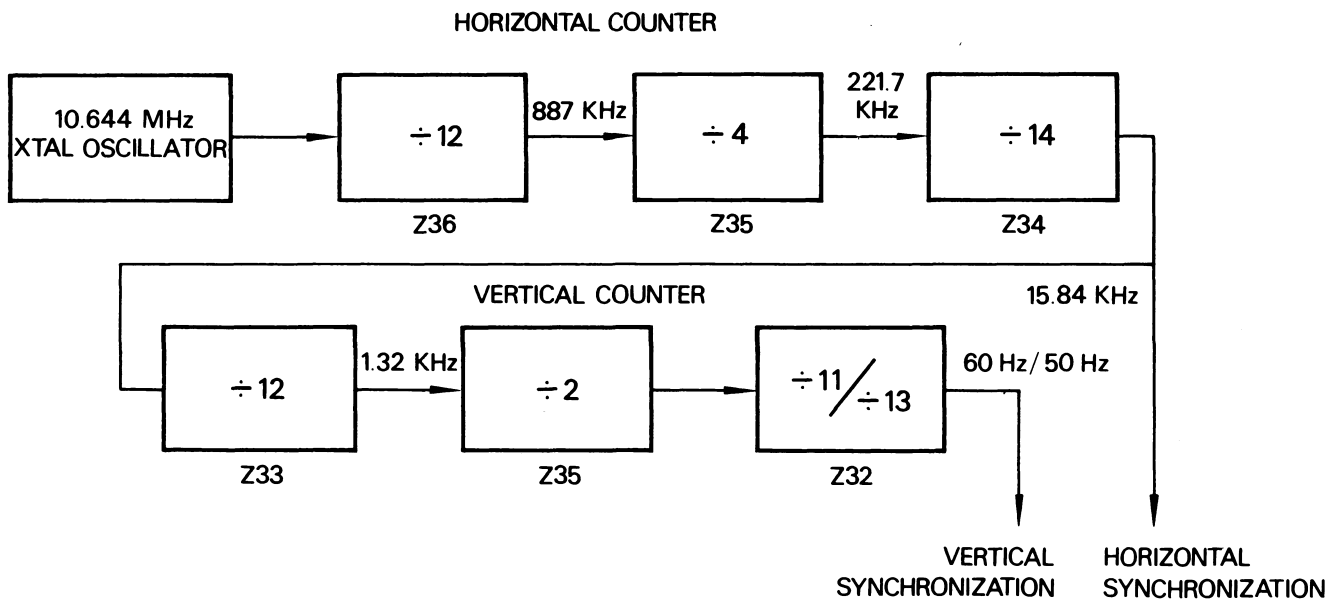 HORIZONTAL COUNTER
10.644 MHz
XTAL OSCILLATOR
÷12
887 KHz
÷4
221.7
KHz
÷14
Z36
Z35
Z34
VERTICAL COUNTER
15.84 KHz
÷12
1.32 KHz
÷2
÷11/÷13
60 Hz/50 Hz
Z33
Z35
Z32
VERTICAL
SYNCHRONIZATION
HORIZONTAL
SYNCHRONIZATION